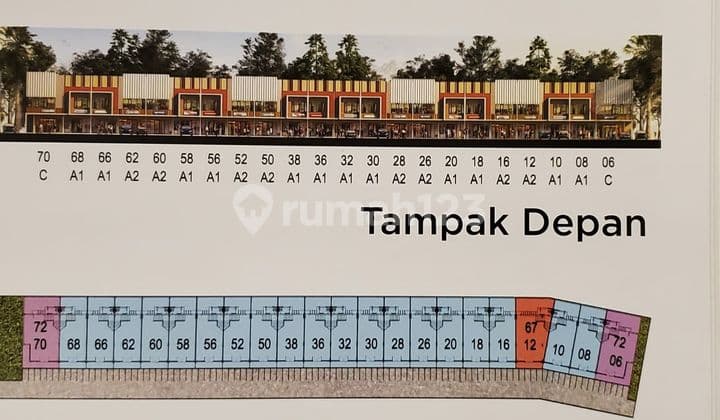 70 68 66 62 60 58 56 52 50 38 36 32 30 28 26 20 18 16 12 10 08 06
C A1 A1 A2 A2 A1 A1 A2 A2 A1 A1 A1 A1 A2 A2 A1 A1 A2 A2 A1 A1 C
rumah123
Tampak Depan
72 67 72
70 68 66 62 60 58 56 52 50 38 36 32 30 28 26 20 18 16 12 10 08 06